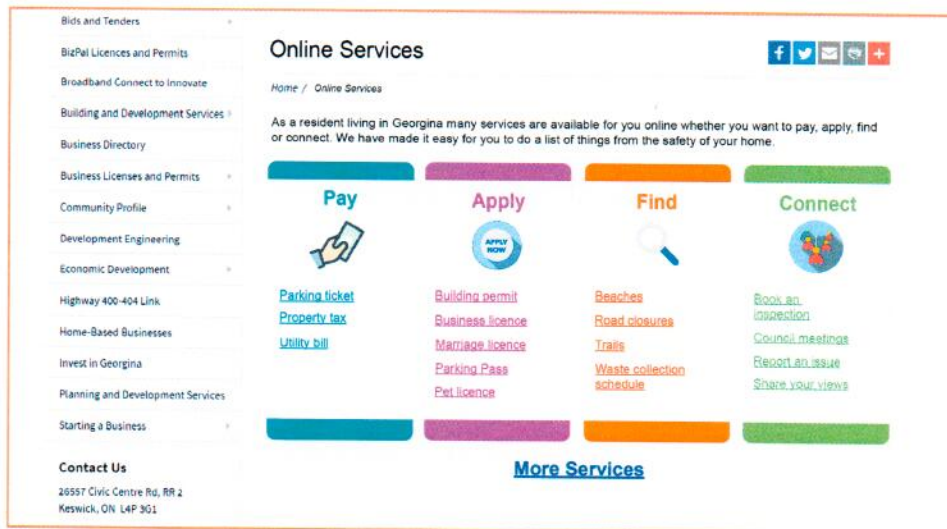 Bids and Tenders
BizPal Licences and Permits
Broadband Connect to Innovate
Building and Development Services
Business Directory
Business Licenses and Permits
Community Profile
Development Engineering
Economic Development
Highway 400-404 Link
Home-Based Businesses
Invest in Georgina
Planning and Development Services
Starting a Business
Contact Us
26557 Civic Centre Rd, RR 2
Keswick, ON L4P 3G1
Online Services
Home / Online Services
As a resident living in Georgina many services are available for you online whether you want to pay, apply, find
or connect. We have made it easy for you to do a list of things from the safety of your home.
Pay
Parking ticket
Property tax
Utility bill
Apply
APPLY
NOW
Building permit
Business licence
Marriage licence
Parking Pass
Pet licence
Find
Beaches
Road closures
Trails
Waste collection
schedule
Connect
Book an
inspection
Council meetings
Report an issue
Share your views
More Services